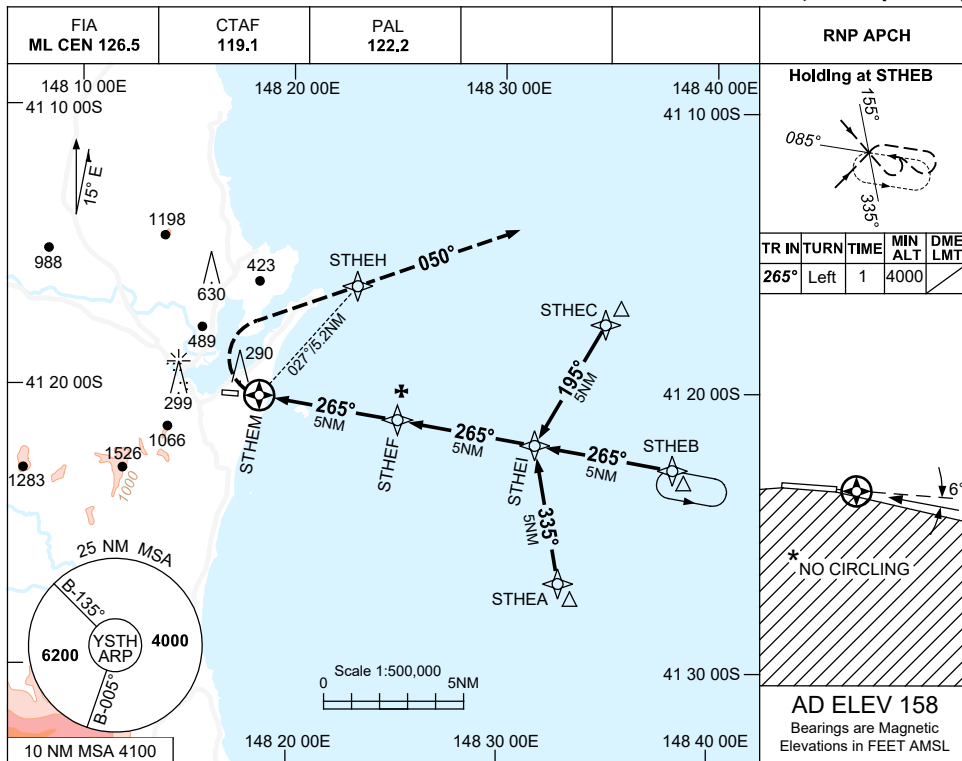 FIA
ML CEN 126.5
CTAF
119.1
PAL
122.2
RNP APCH
148 10 00E
148 20 00E
148 30 00E
148 40 00E
41 10 00S
41 10 00S
15° E
1198
988
630
423
STHEH
050°
489
290
027°/5.2NM
STHEC
195°
5NM
41 20 00S
41 20 00S
299
1066
STHEM
265°
5NM
STHEF
265°
5NM
STHEI
265°
5NM
STHEB
1283
1526
1000
335°
5NM
STHEA
25 NM MSA
B-135°
YSTH
ARP
6200
4000
B-005°
10 NM MSA 4100
Scale 1:500,000
0
5NM
41 30 00S
148 20 00E
148 30 00E
148 40 00E
Holding at STHEB
155°
085°
335°
TR IN TURN TIME MIN ALT DME LMT
265° Left 1 4000
6°
*NO CIRCLING
AD ELEV 158
Bearings are Magnetic
Elevations in FEET AMSL